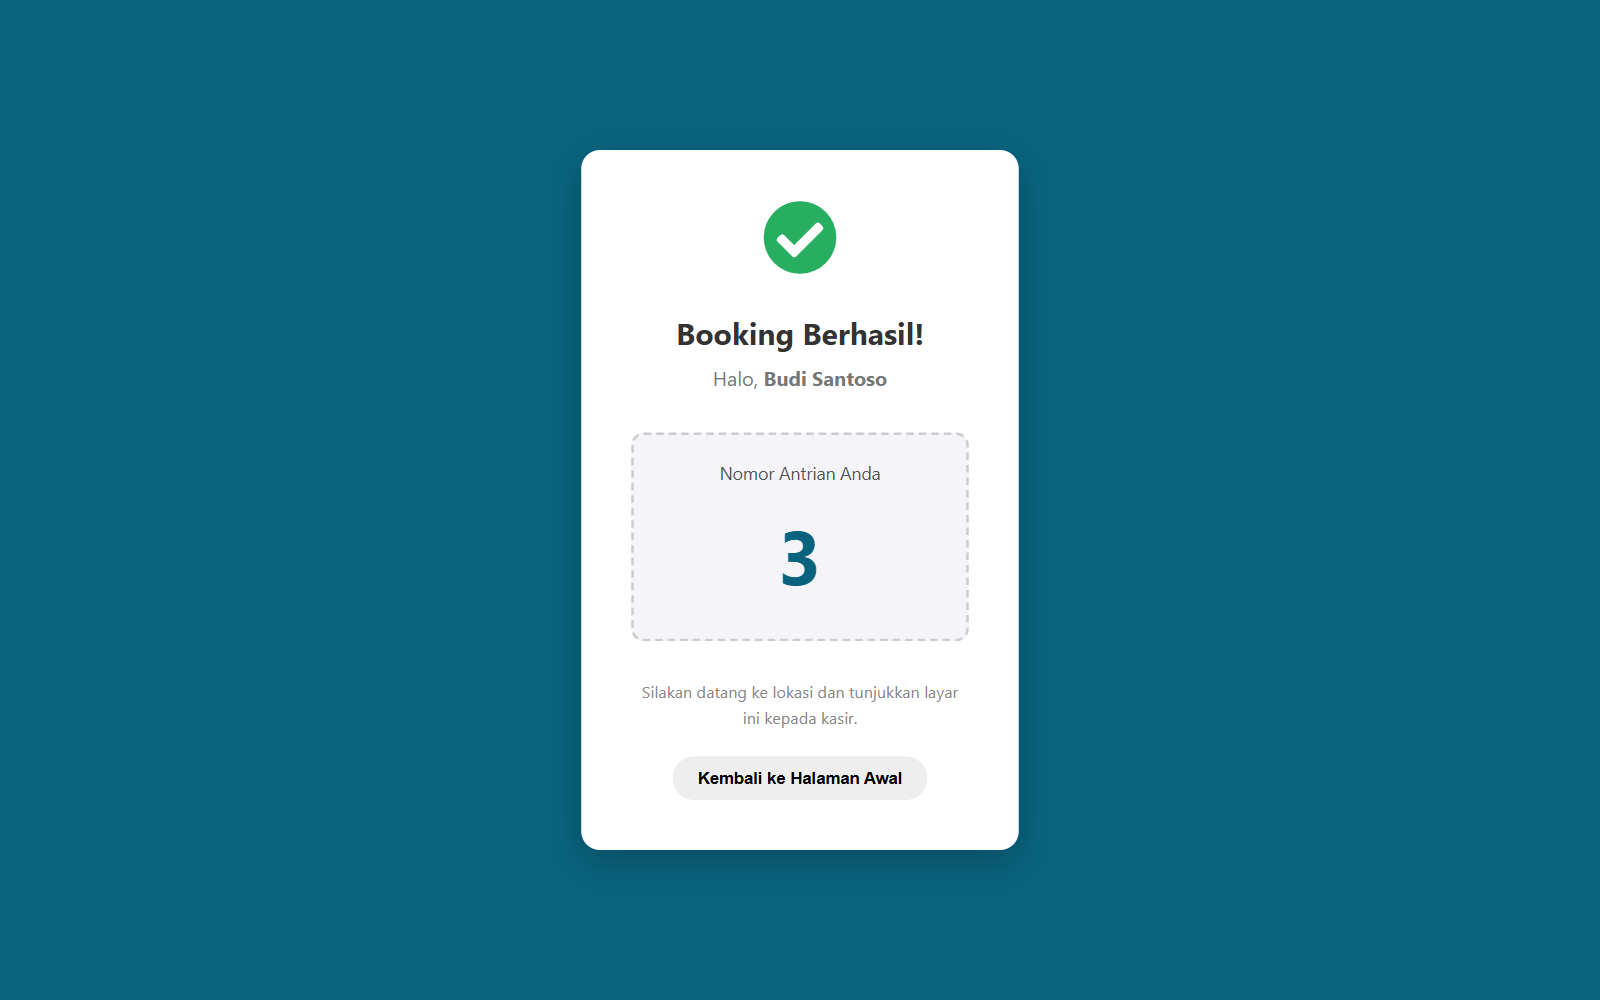 Booking Berhasil!
Halo, Budi Santoso
Nomor Antrian Anda
3
Silakan datang ke lokasi dan tunjukkan layar
ini kepada kasir.
Kembali ke Halaman Awal